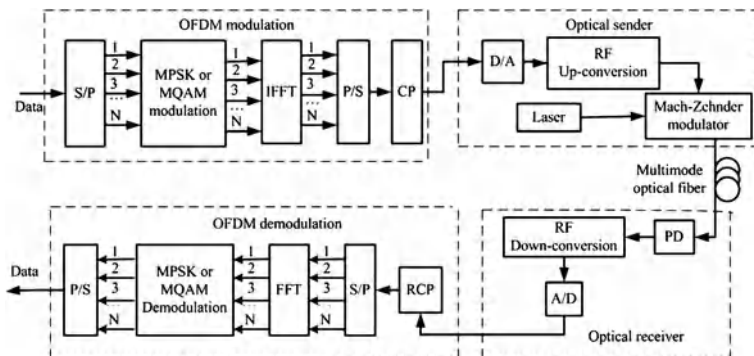 OFDM modulation
Data
S/P
1
2
3
...
N
MPSK or
MQAM
modulation
1
2
3
...
N
IFFT
1
2
3
...
N
P/S
CP
Optical sender
D/A
RF
Up-conversion
Laser
Mach-Zehnder
modulator
Multimode
optical fiber
OFDM demodulation
Data
P/S
1
2
3
...
N
MPSK or
MQAM
Demodulation
1
2
3
...
N
FFT
1
2
3
...
N
S/P
RCP
RF
Down-conversion
PD
A/D
Optical receiver